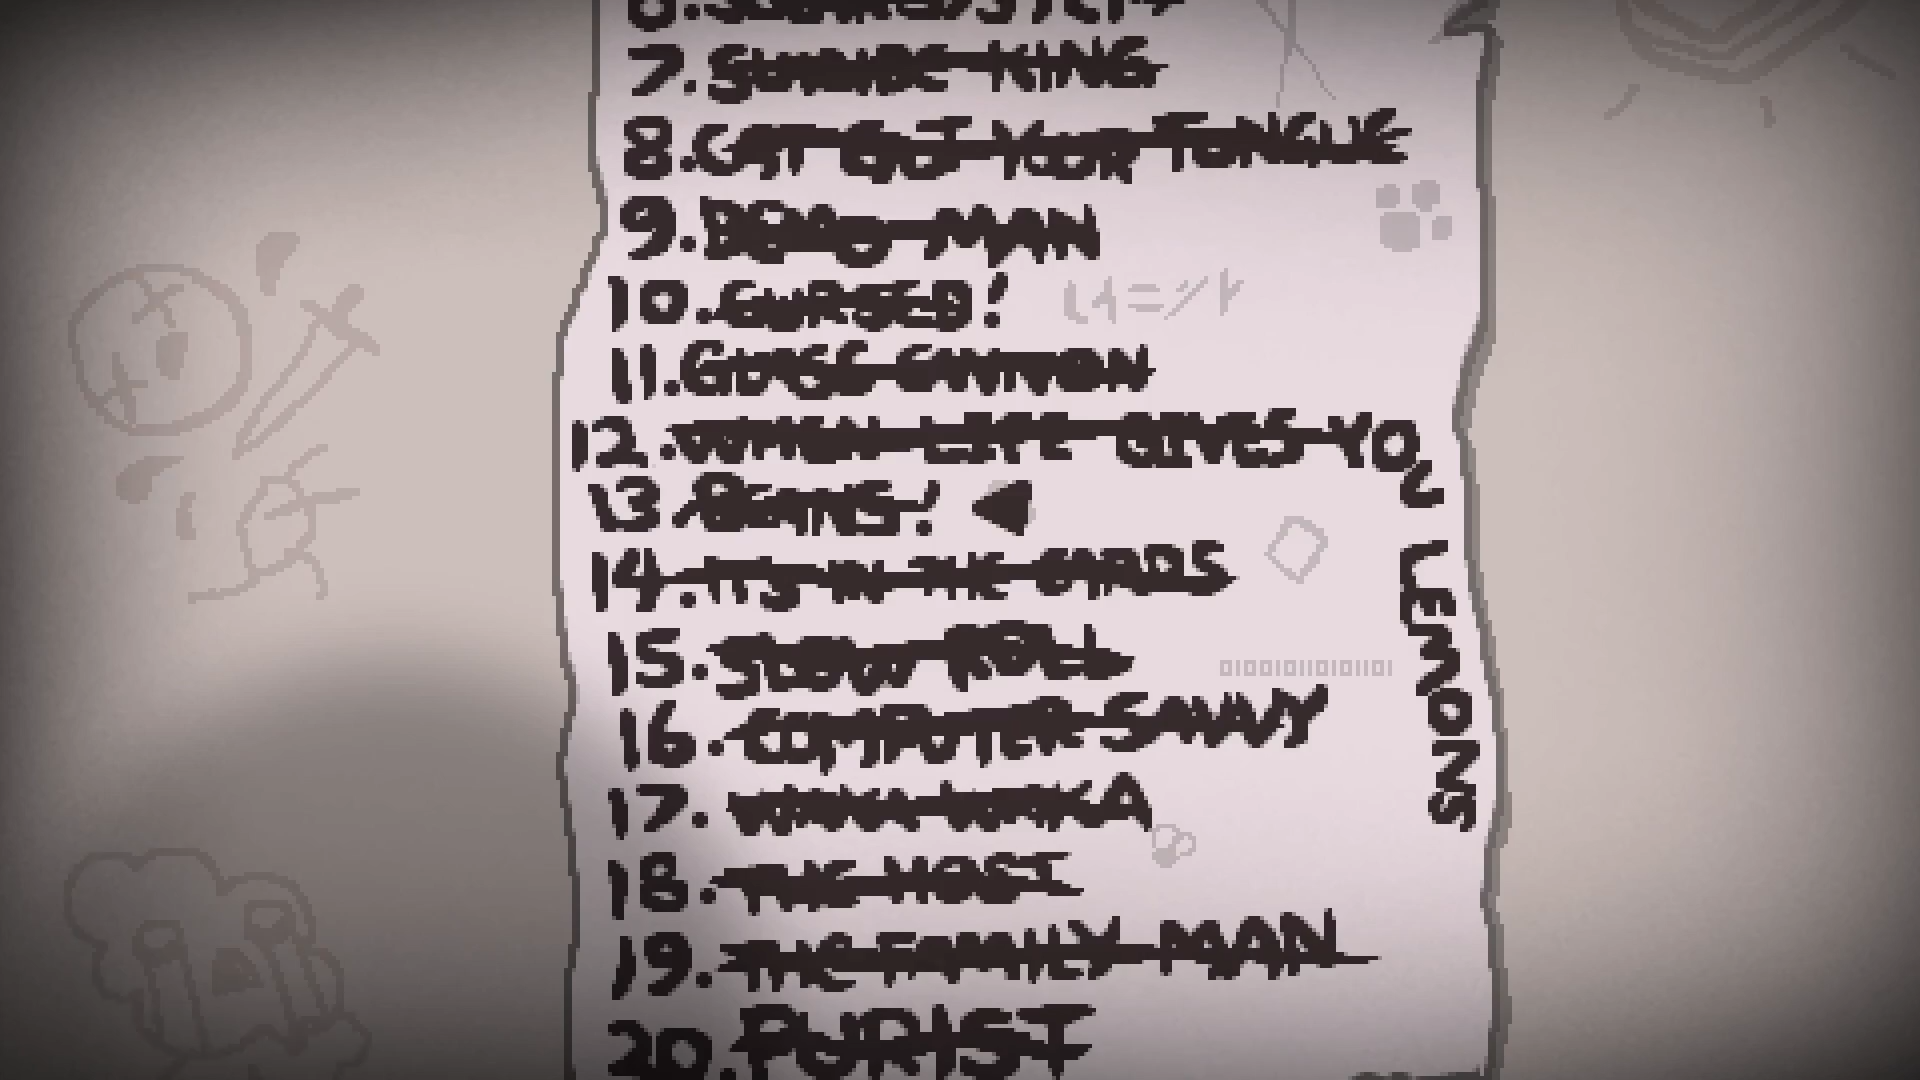 7. SUICIDE KING
8. CAT GOT YOUR TONGUE
9. DEMO MAN
10. CURSED!
11. GLASS CANNON
12. WHEN LIFE GIVES YOU LEMONS
13. BEANS!
14. ITS IN THE CARDS
15. SLOW ROLL
16. COMPUTER SAVVY
17. WAKA WAKA
18. THE HOST
19. THE FAMILY MAN
20. PURIST